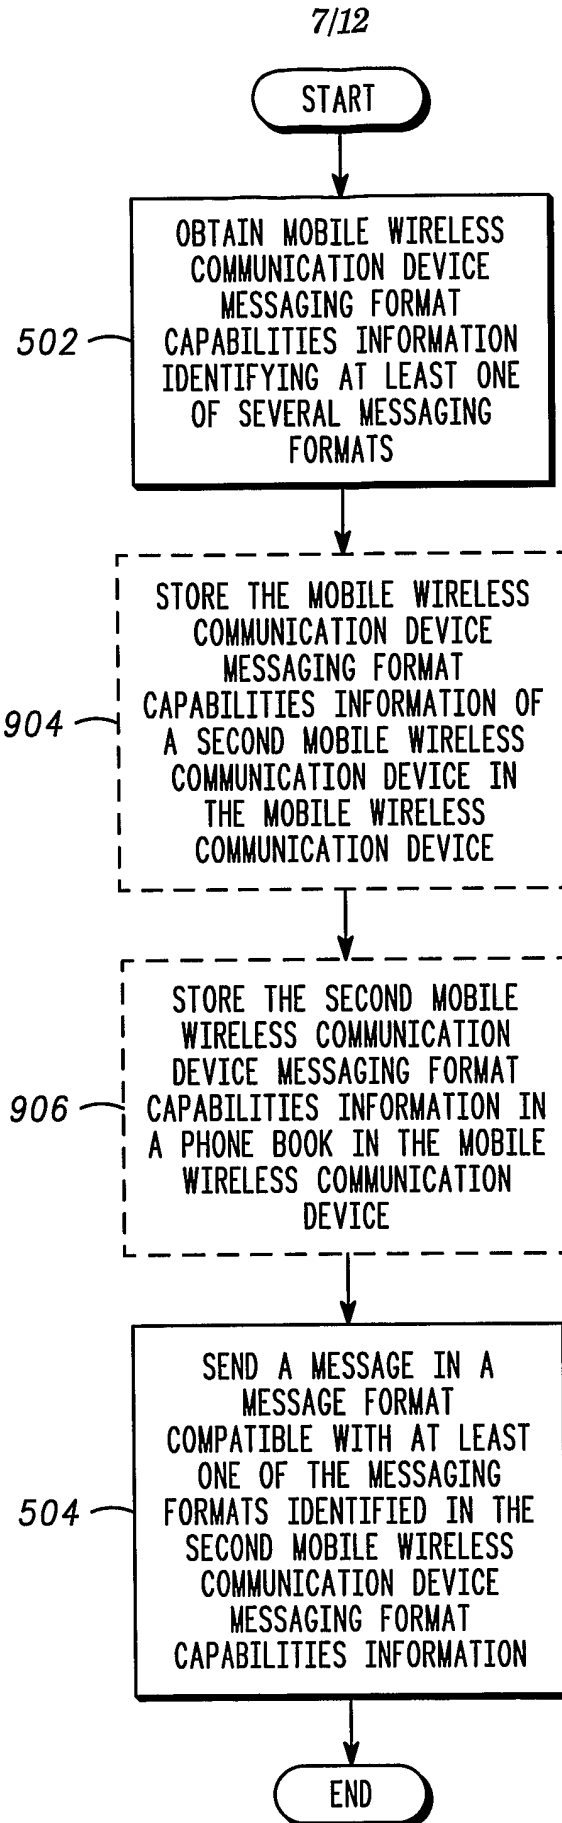 7/12
START
OBTAIN MOBILE WIRELESS
COMMUNICATION DEVICE
MESSAGING FORMAT
CAPABILITIES INFORMATION
IDENTIFYING AT LEAST ONE
OF SEVERAL MESSAGING
FORMATS
502
STORE THE MOBILE WIRELESS
COMMUNICATION DEVICE
MESSAGING FORMAT
CAPABILITIES INFORMATION OF
A SECOND MOBILE WIRELESS
COMMUNICATION DEVICE IN
THE MOBILE WIRELESS
COMMUNICATION DEVICE
904
STORE THE SECOND MOBILE
WIRELESS COMMUNICATION
DEVICE MESSAGING FORMAT
CAPABILITIES INFORMATION IN
A PHONE BOOK IN THE MOBILE
WIRELESS COMMUNICATION
DEVICE
906
SEND A MESSAGE IN A
MESSAGE FORMAT
COMPATIBLE WITH AT LEAST
ONE OF THE MESSAGING
FORMATS IDENTIFIED IN THE
SECOND MOBILE WIRELESS
COMMUNICATION DEVICE
MESSAGING FORMAT
CAPABILITIES INFORMATION
504
END